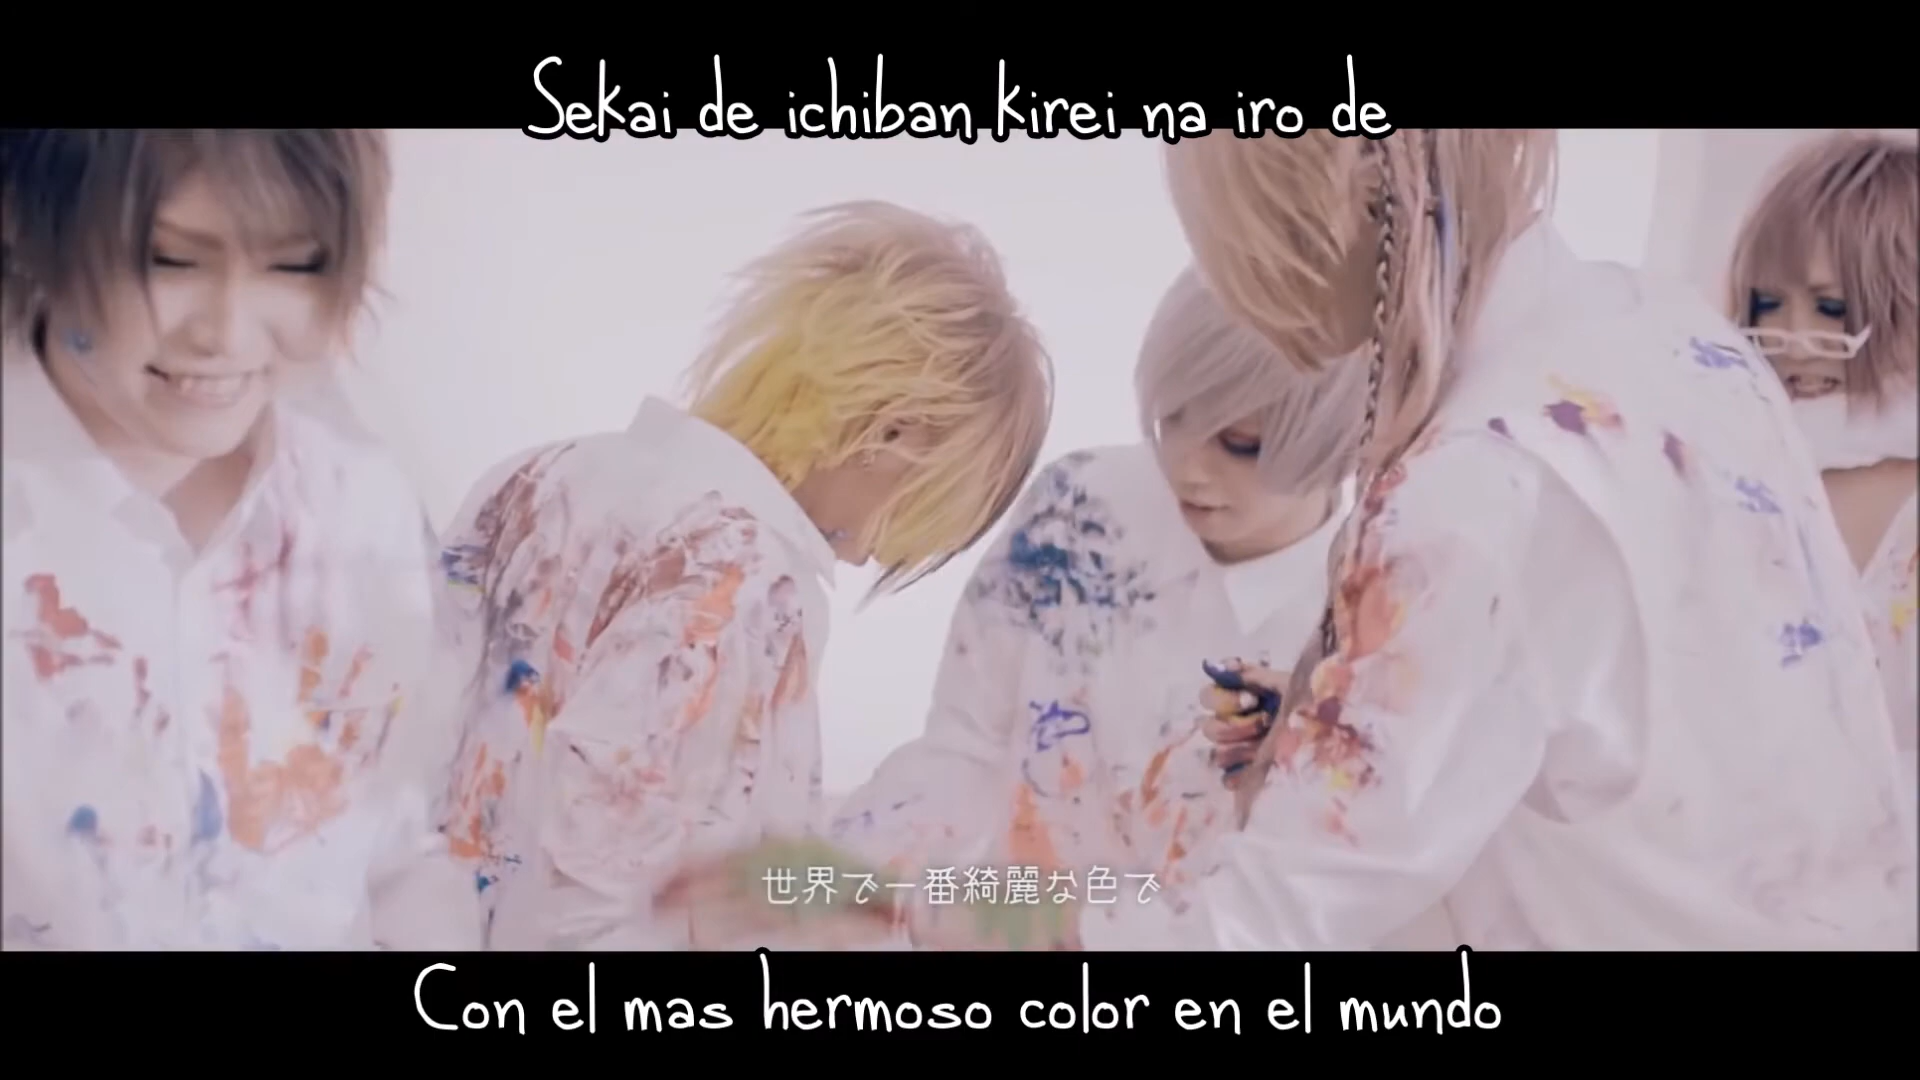 Sekai de ichiban kirei na iro de
世界で一番綺麗な色で
Con el mas hermoso color en el mundo